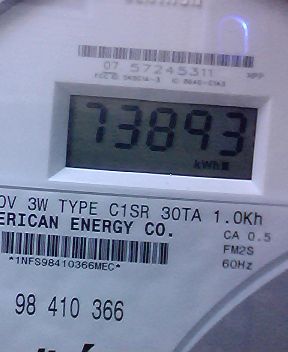 07 57245311
73893
kWh
0V 3W TYPE C1SR 30TA 1.0Kh
ERICAN ENERGY CO.
CA 0.5
FM2S
60Hz
*1NFS98410366MEC*
98 410 366